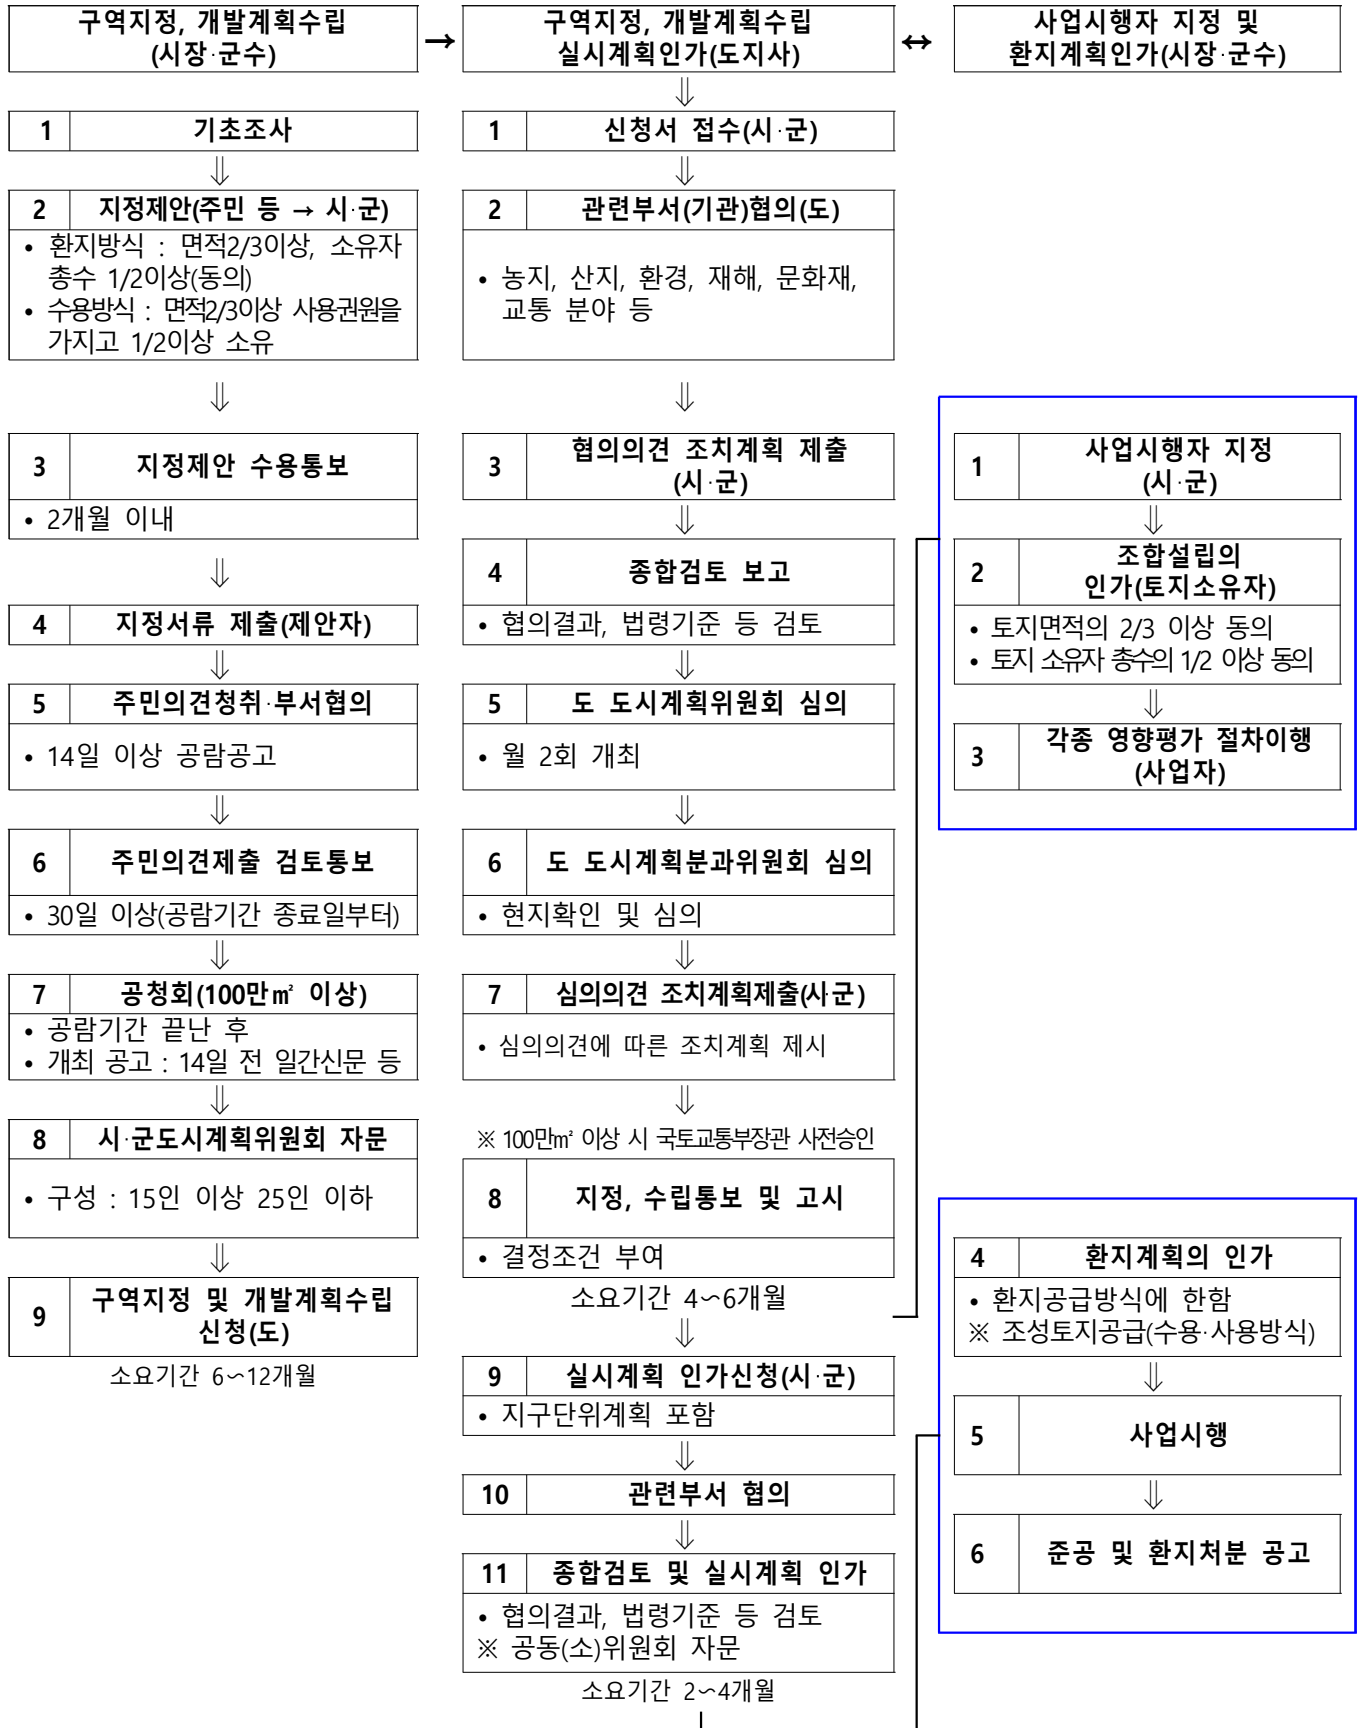 구역지정, 개발계획수립
(시장·군수)
→
구역지정, 개발계획수립
실시계획인가(도지사)
↔
사업시행자 지정 및
환지계획인가(시장·군수)
1 기초조사
⇓
2 지정제안(주민 등 → 시·군)
• 환지방식 : 면적2/3이상, 소유자
총수 1/2이상(동의)
• 수용방식 : 면적2/3이상 사용권원을
가지고 1/2이상 소유
⇓
3 지정제안 수용통보
• 2개월 이내
⇓
4 지정서류 제출(제안자)
⇓
5 주민의견청취·부서협의
• 14일 이상 공람공고
⇓
6 주민의견제출 검토통보
• 30일 이상(공람기간 종료일부터)
⇓
7 공청회(100만㎡ 이상)
• 공람기간 끝난 후
• 개최 공고 : 14일 전 일간신문 등
⇓
8 시·군도시계획위원회 자문
• 구성 : 15인 이상 25인 이하
⇓
9 구역지정 및 개발계획수립
신청(도)
소요기간 6∽12개월
⇓
1 신청서 접수(시·군)
⇓
2 관련부서(기관)협의(도)
• 농지, 산지, 환경, 재해, 문화재,
교통 분야 등
⇓
3 협의의견 조치계획 제출
(시·군)
⇓
4 종합검토 보고
• 협의결과, 법령기준 등 검토
⇓
5 도 도시계획위원회 심의
• 월 2회 개최
⇓
6 도 도시계획분과위원회 심의
• 현지확인 및 심의
⇓
7 심의의견 조치계획제출(시·군)
• 심의의견에 따른 조치계획 제시
⇓
※ 100만㎡ 이상 시 국토교통부장관 사전승인
8 지정, 수립통보 및 고시
• 결정조건 부여
소요기간 4∽6개월
⇓
9 실시계획 인가신청(시·군)
• 지구단위계획 포함
⇓
10 관련부서 협의
⇓
11 종합검토 및 실시계획 인가
• 협의결과, 법령기준 등 검토
※ 공동(소)위원회 자문
소요기간 2∽4개월
1 사업시행자 지정
(시·군)
⇓
2 조합설립의
인가(토지소유자)
• 토지면적의 2/3 이상 동의
• 토지 소유자 총수의 1/2 이상 동의
⇓
3 각종 영향평가 절차이행
(사업자)
4 환지계획의 인가
• 환지공급방식에 한함
※ 조성토지공급(수용·사용방식)
⇓
5 사업시행
⇓
6 준공 및 환지처분 공고